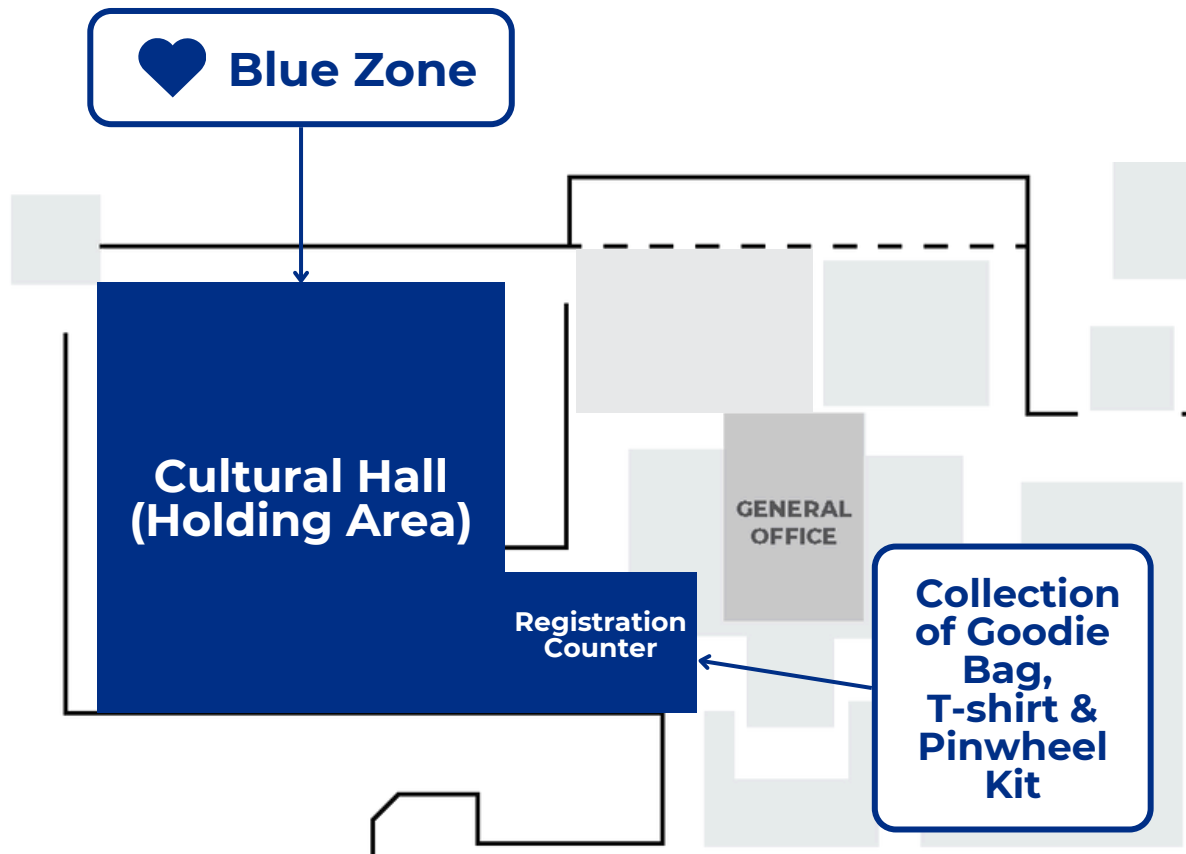 Blue Zone
Cultural Hall
(Holding Area)
GENERAL
OFFICE
Registration
Counter
Collection
of Goodie
Bag,
T-shirt &
Pinwheel
Kit